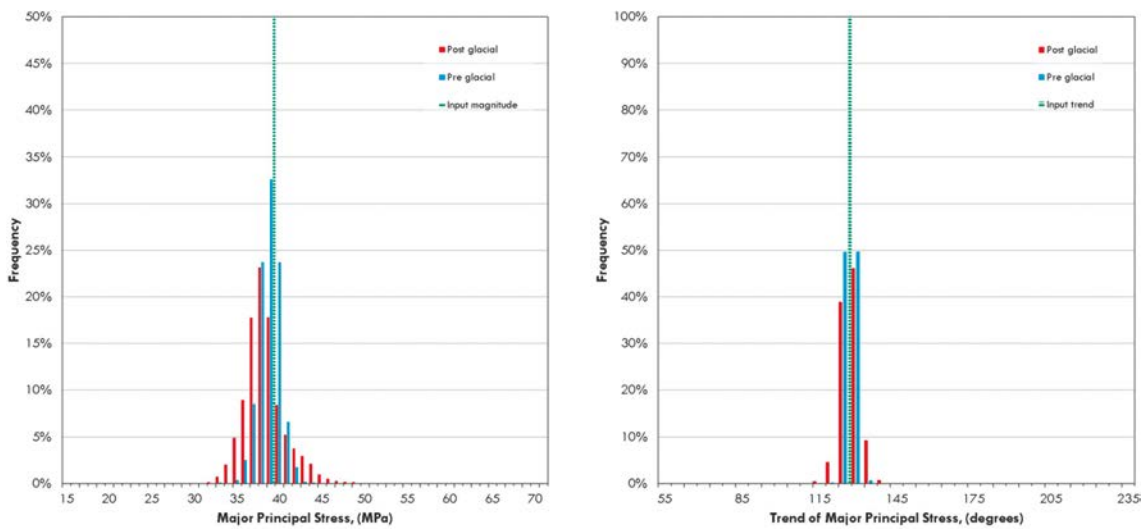 50%
45%
40%
35%
30%
25%
20%
15%
10%
5%
0%
Frequency
Post glacial
Pre glacial
Input magnitude
15 20 25 30 35 40 45 50 55 60 65 70
Major Principal Stress, (MPa)
100%
90%
80%
70%
60%
50%
40%
30%
20%
10%
0%
Frequency
Post glacial
Pre glacial
Input trend
55 85 115 145 175 205 235
Trend of Major Principal Stress, (degrees)